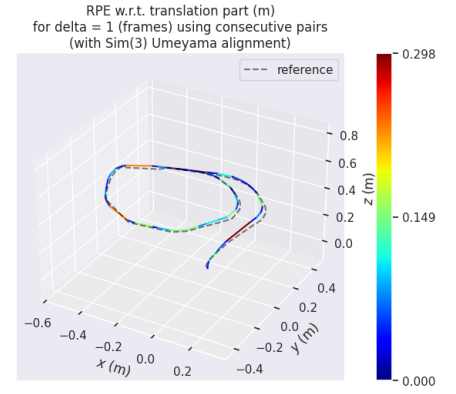 RPE w.r.t. translation part (m)
for delta = 1 (frames) using consecutive pairs
(with Sim(3) Umeyama alignment)
reference
0.298
0.149
0.000
0.8
0.6
0.4
0.2
0.0
z (m)
0.4
0.2
0.0
−0.2
−0.4
y (m)
−0.6
−0.4
−0.2
0.0
0.2
x (m)